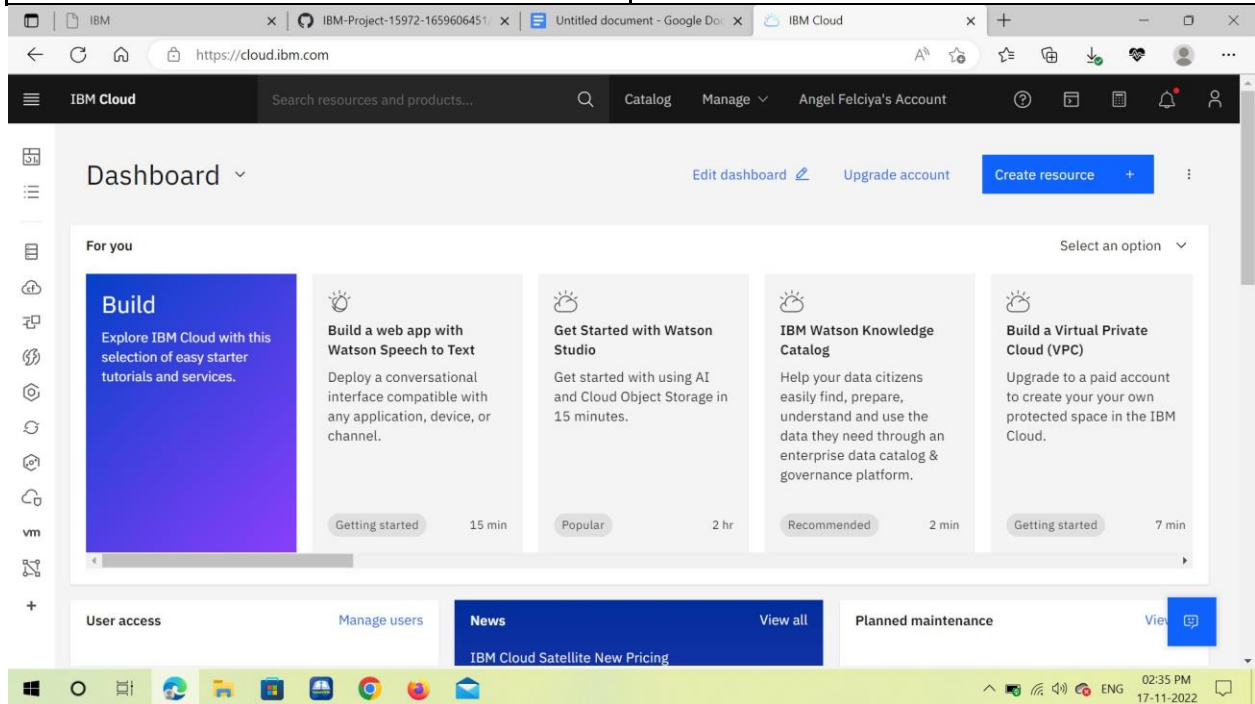 IBM
IBM-Project-15972-1659606451
Untitled document - Google Doc
IBM Cloud
https://cloud.ibm.com
IBM Cloud
Search resources and products...
Catalog
Manage
Angel Felciya's Account
Dashboard
Edit dashboard
Upgrade account
Create resource +
For you
Select an option
Build
Explore IBM Cloud with this
selection of easy starter
tutorials and services.
Build a web app with
Watson Speech to Text
Deploy a conversational
interface compatible with
any application, device, or
channel.
Getting started 15 min
Get Started with Watson
Studio
Get started with using AI
and Cloud Object Storage in
15 minutes.
Popular 2 hr
IBM Watson Knowledge
Catalog
Help your data citizens
easily find, prepare,
understand and use the
data they need through an
enterprise data catalog &
governance platform.
Recommended 2 min
Build a Virtual Private
Cloud (VPC)
Upgrade to a paid account
to create your your own
protected space in the IBM
Cloud.
Getting started 7 min
vm
User access
Manage users
News
View all
IBM Cloud Satellite New Pricing
Planned maintenance
ENG
02:35 PM
17-11-2022